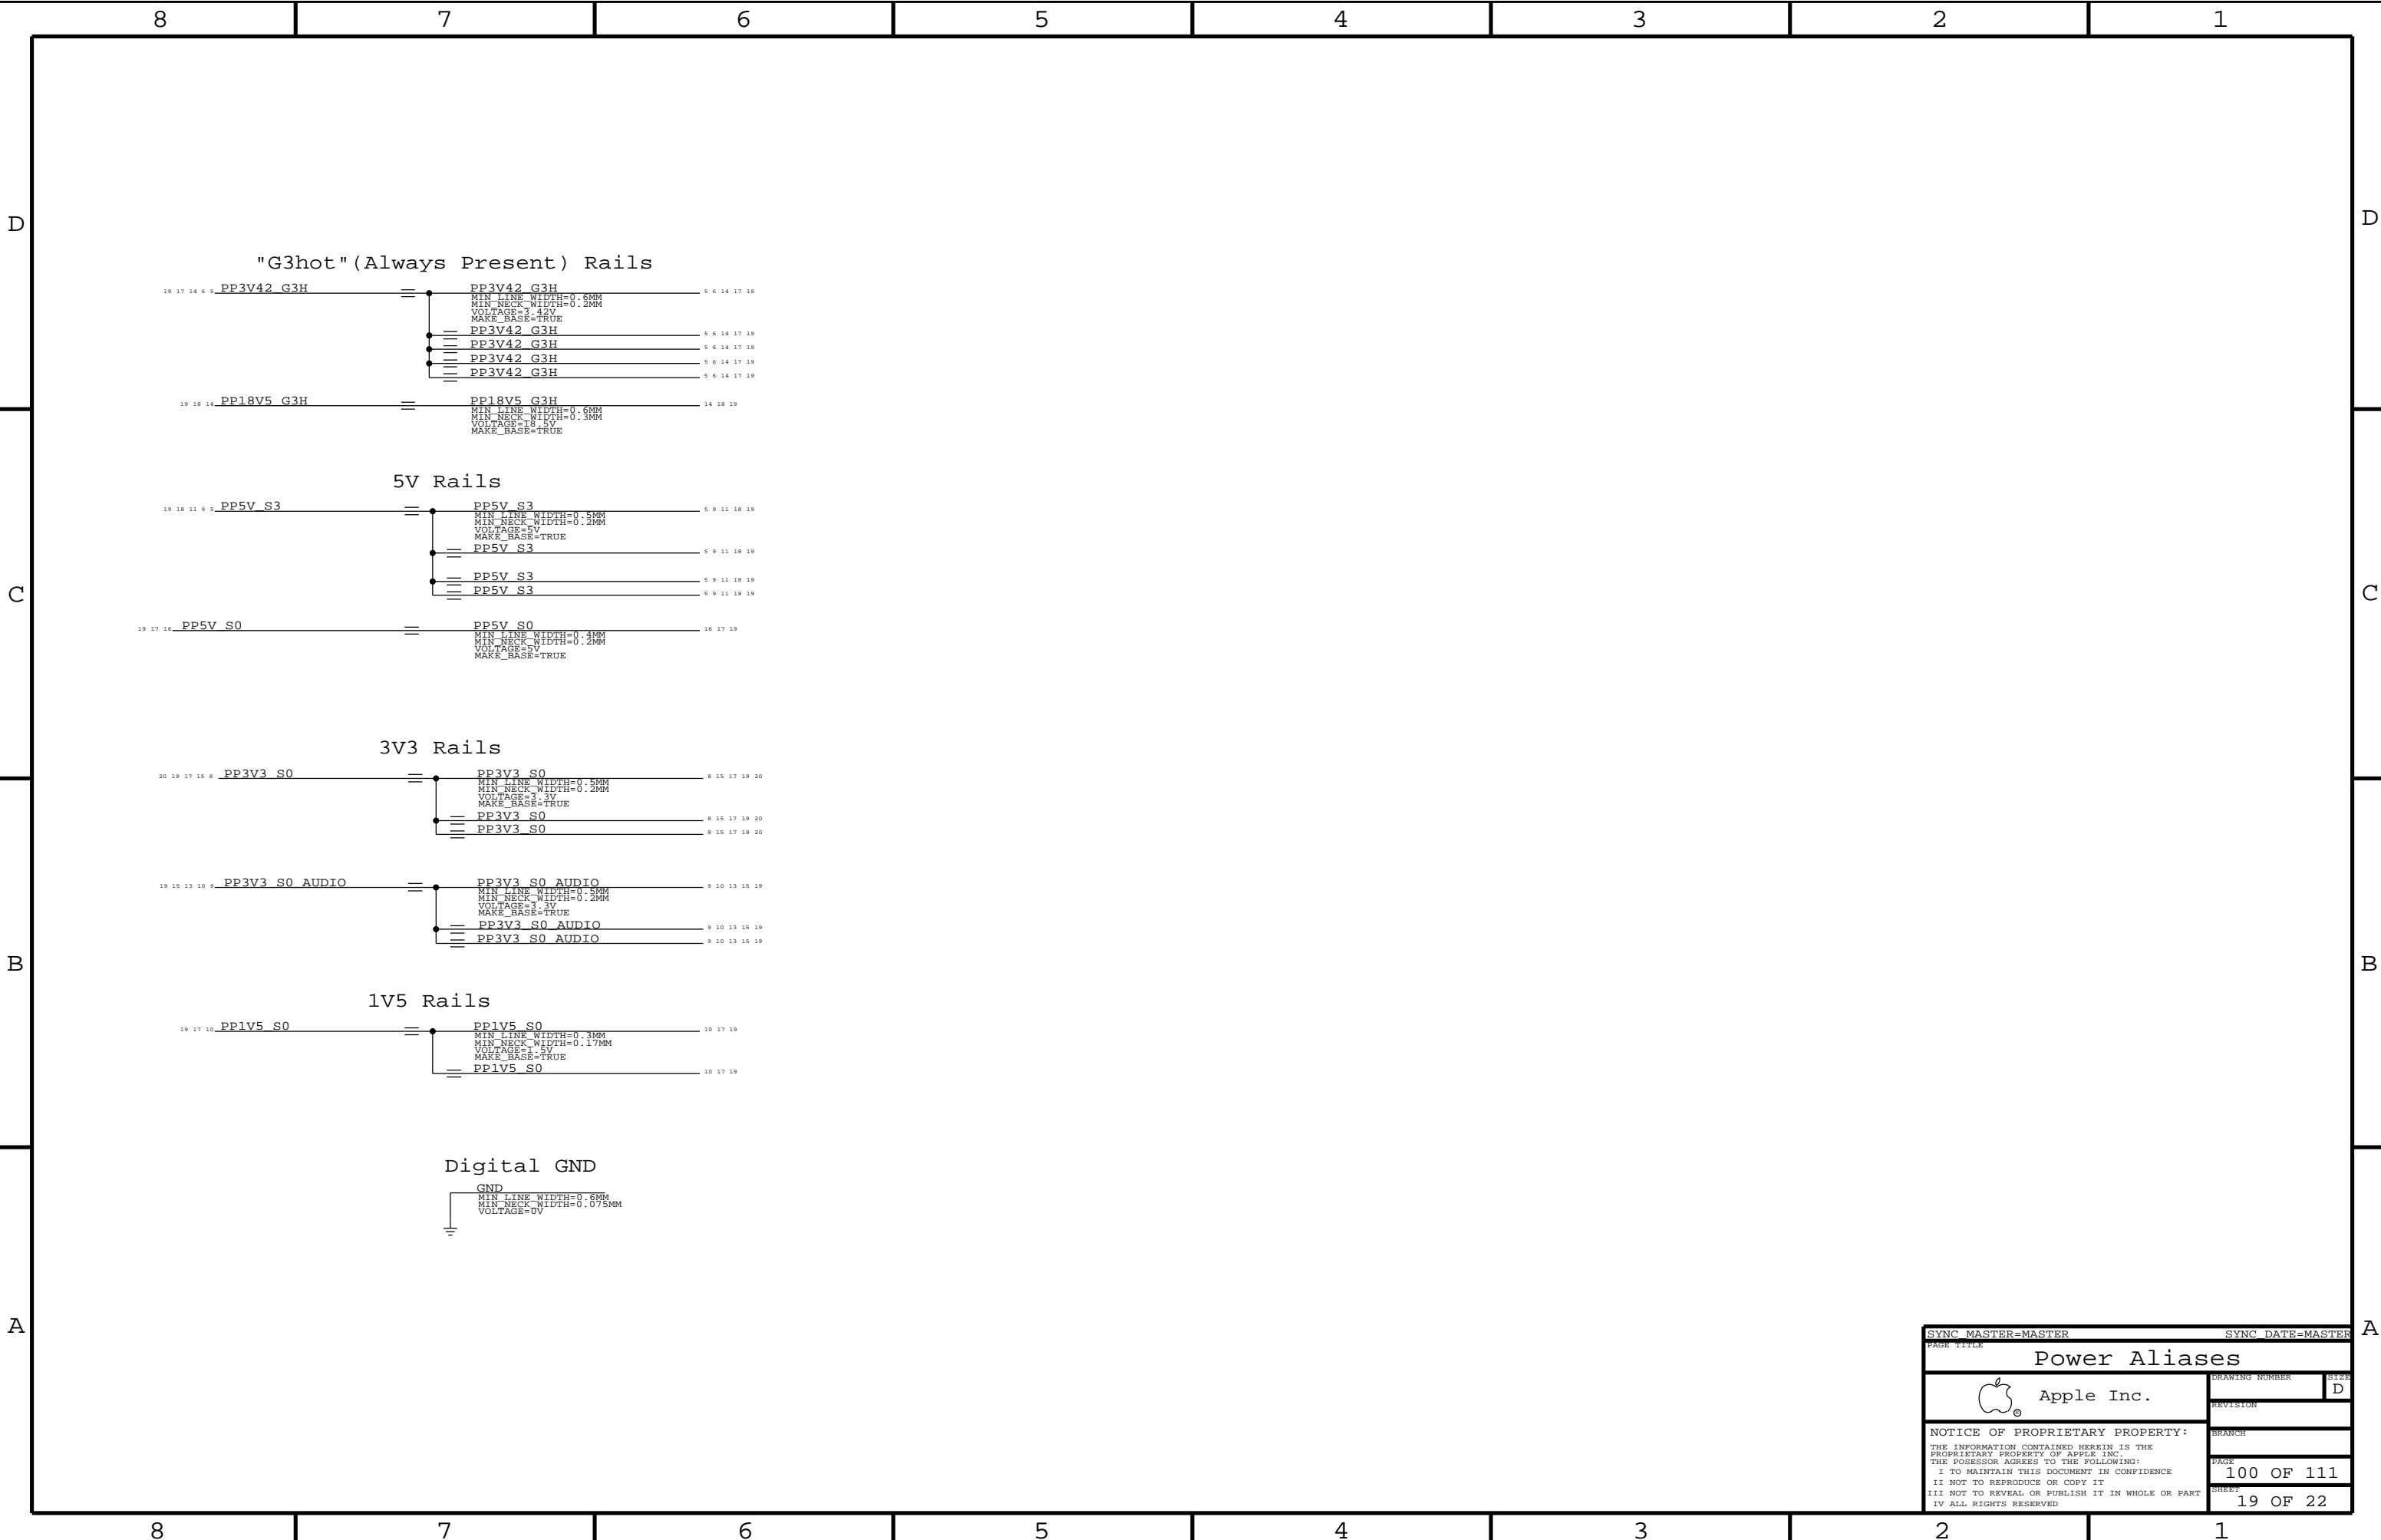 8 7 6 5 4 3 2 1
D D
"G3hot"(Always Present) Rails
19 17 14 6 5 PP3V42_G3H PP3V42_G3H 5 6 14 17 19
MIN_LINE_WIDTH=0.6MM
MIN_NECK_WIDTH=0.2MM
VOLTAGE=3.42V
MAKE_BASE=TRUE
PP3V42_G3H 5 6 14 17 19
PP3V42_G3H 5 6 14 17 19
PP3V42_G3H 5 6 14 17 19
PP3V42_G3H 5 6 14 17 19
19 18 14 PP18V5_G3H PP18V5_G3H 14 18 19
MIN_LINE_WIDTH=0.6MM
MIN_NECK_WIDTH=0.3MM
VOLTAGE=18.5V
MAKE_BASE=TRUE
5V Rails
19 18 11 9 5 PP5V_S3 PP5V_S3 5 9 11 18 19
MIN_LINE_WIDTH=0.5MM
MIN_NECK_WIDTH=0.2MM
VOLTAGE=5V
MAKE_BASE=TRUE
PP5V_S3 5 9 11 18 19
PP5V_S3 5 9 11 18 19
PP5V_S3 5 9 11 18 19
C C
19 17 16 PP5V_S0 PP5V_S0 16 17 19
MIN_LINE_WIDTH=0.4MM
MIN_NECK_WIDTH=0.2MM
VOLTAGE=5V
MAKE_BASE=TRUE
3V3 Rails
20 19 17 15 8 PP3V3_S0 PP3V3_S0 8 15 17 19 20
MIN_LINE_WIDTH=0.5MM
MIN_NECK_WIDTH=0.2MM
VOLTAGE=3.3V
MAKE_BASE=TRUE
PP3V3_S0 8 15 17 19 20
PP3V3_S0 8 15 17 19 20
19 15 13 10 9 PP3V3_S0_AUDIO PP3V3_S0_AUDIO 9 10 13 15 19
MIN_LINE_WIDTH=0.5MM
MIN_NECK_WIDTH=0.2MM
VOLTAGE=3.3V
MAKE_BASE=TRUE
PP3V3_S0_AUDIO 9 10 13 15 19
PP3V3_S0_AUDIO 9 10 13 15 19
B B
1V5 Rails
19 17 10 PP1V5_S0 PP1V5_S0 10 17 19
MIN_LINE_WIDTH=0.3MM
MIN_NECK_WIDTH=0.17MM
VOLTAGE=1.5V
MAKE_BASE=TRUE
PP1V5_S0 10 17 19
Digital GND
GND
MIN_LINE_WIDTH=0.6MM
MIN_NECK_WIDTH=0.075MM
VOLTAGE=0V
A A
SYNC_MASTER=MASTER SYNC_DATE=MASTER
PAGE TITLE
Power Aliases
Apple Inc.
®
DRAWING NUMBER SIZE
D
REVISION
BRANCH
PAGE
100 OF 111
SHEET
19 OF 22
NOTICE OF PROPRIETARY PROPERTY:
THE INFORMATION CONTAINED HEREIN IS THE
PROPRIETARY PROPERTY OF APPLE INC.
THE POSESSOR AGREES TO THE FOLLOWING:
I TO MAINTAIN THIS DOCUMENT IN CONFIDENCE
II NOT TO REPRODUCE OR COPY IT
III NOT TO REVEAL OR PUBLISH IT IN WHOLE OR PART
IV ALL RIGHTS RESERVED
8 7 6 5 4 3 2 1